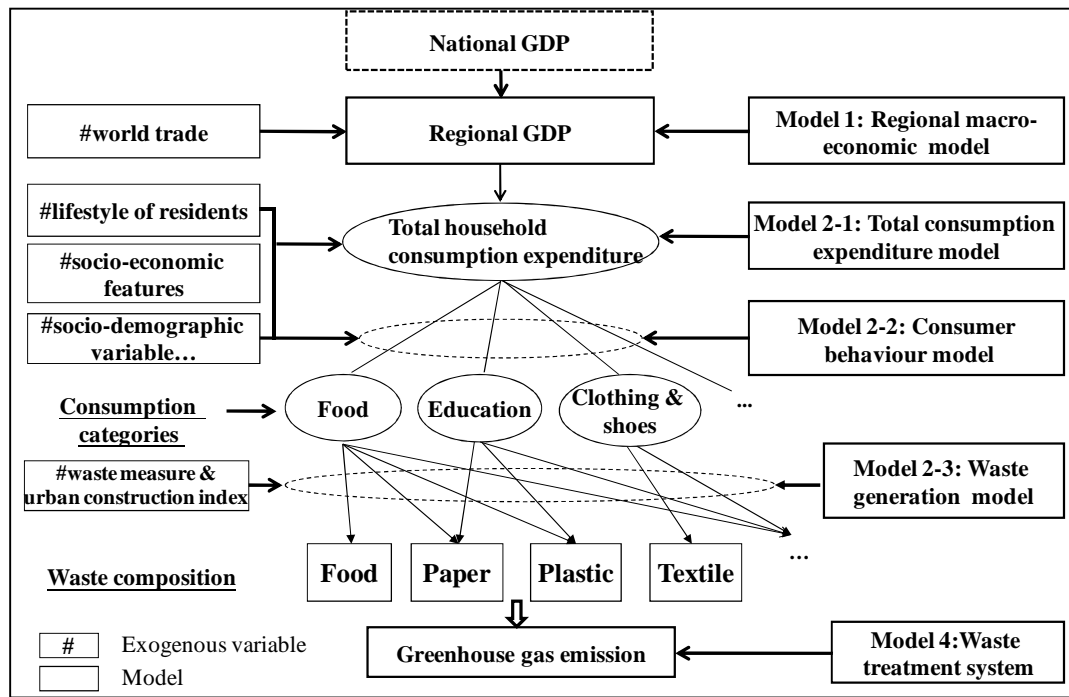 National GDP
#world trade
Regional GDP
Model 1: Regional macro-
economic model
#lifestyle of residents
Total household
consumption expenditure
Model 2-1: Total consumption
expenditure model
#socio-economic
features
#socio-demographic
variable…
Model 2-2: Consumer
behaviour model
Consumption
categories
Food
Education
Clothing &
shoes
...
#waste measure &
urban construction index
Model 2-3: Waste
generation model
…
Waste composition
Food
Paper
Plastic
Textile
Greenhouse gas emission
Model 4:Waste
treatment system
# Exogenous variable
Model